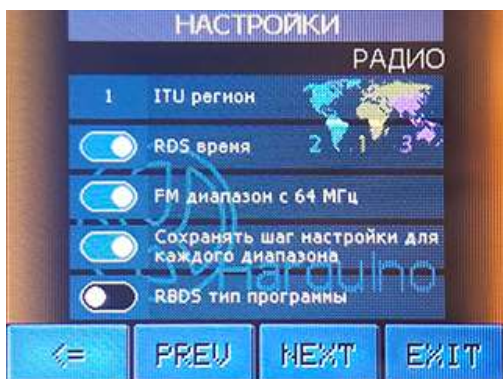 НАСТРОЙКИ
РАДИО
1 ITU регион
2 1 3
RDS время
FM диапазон с 64 МГц
Сохранять шаг настройки для
каждого диапазона
Harduino
RBDS тип программы
<= PREV NEXT EXIT